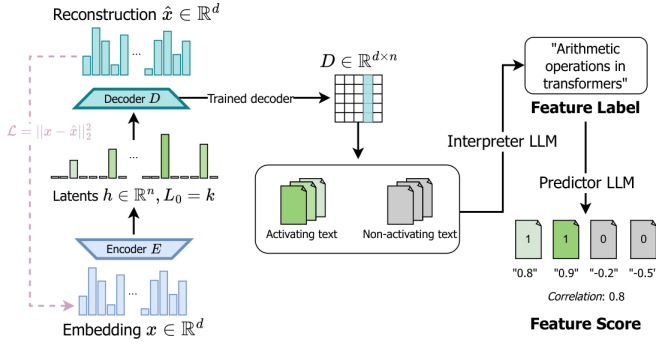 Reconstruction x̂ ∈ ℝ^d
...
Decoder D
Trained decoder
D ∈ ℝ^{d×n}
ℒ = ||x − x̂||₂²
...
Latents h ∈ ℝ^n, L₀ = k
Encoder E
...
Embedding x ∈ ℝ^d
Activating text
Non-activating text
Interpreter LLM
"Arithmetic
operations in
transformers"
Feature Label
Predictor LLM
1 1 0 0
"0.8" "0.9" "-0.2" "-0.5"
Correlation: 0.8
Feature Score